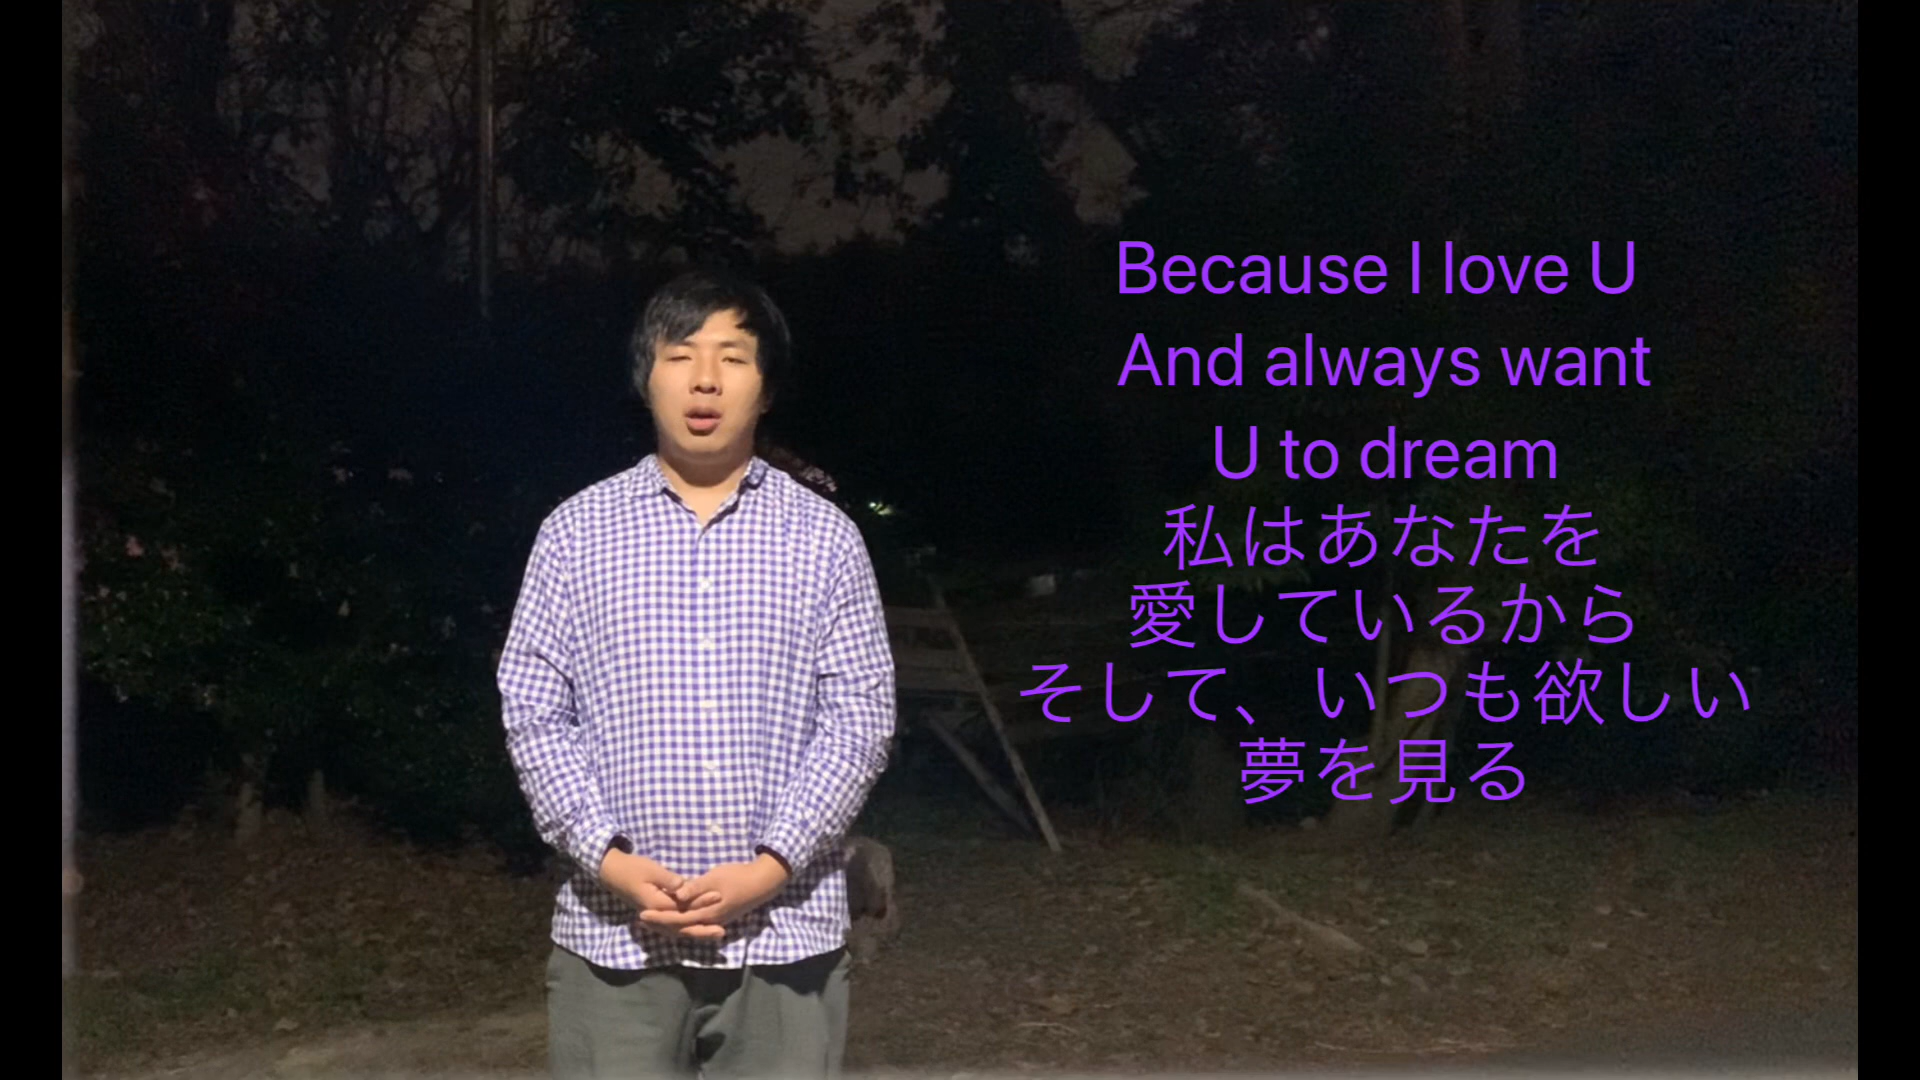 Because I love U
And always want
U to dream
私はあなたを
愛しているから
そして、いつも欲しい
夢を見る